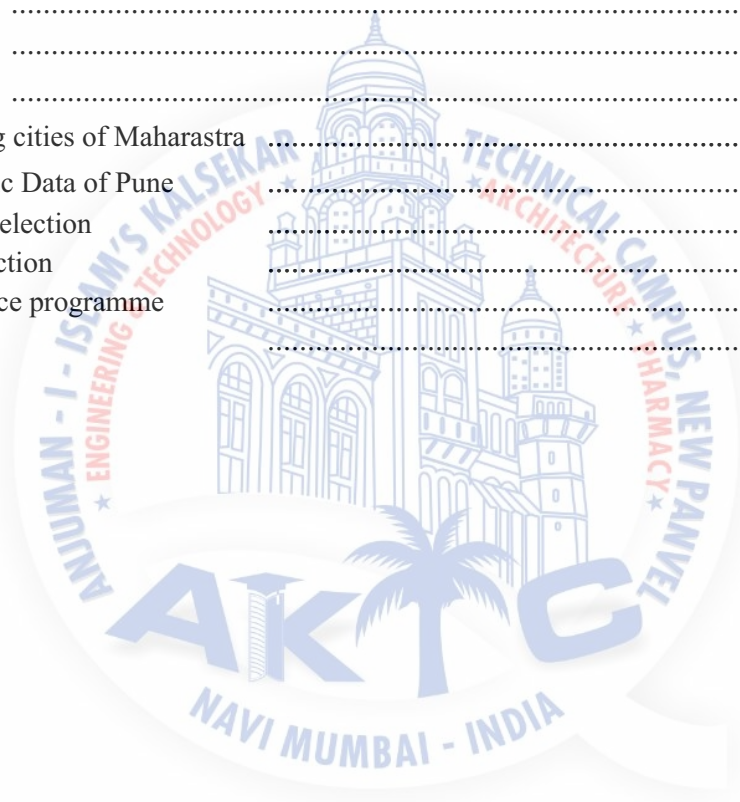 ................................................................
................................................................
................................................................
g cities of Maharastra ................................................................
c Data of Pune ................................................................
election ................................................................
ction ................................................................
ce programme ................................................................
................................................................
ANJUMAN - I - ISLAM'S KALSEKAR TECHNICAL CAMPUS, NEW PANVEL
★ ENGINEERING & TECHNOLOGY ★ ★ ARCHITECTURE ★ PHARMACY ★
AKTC
NAVI MUMBAI - INDIA